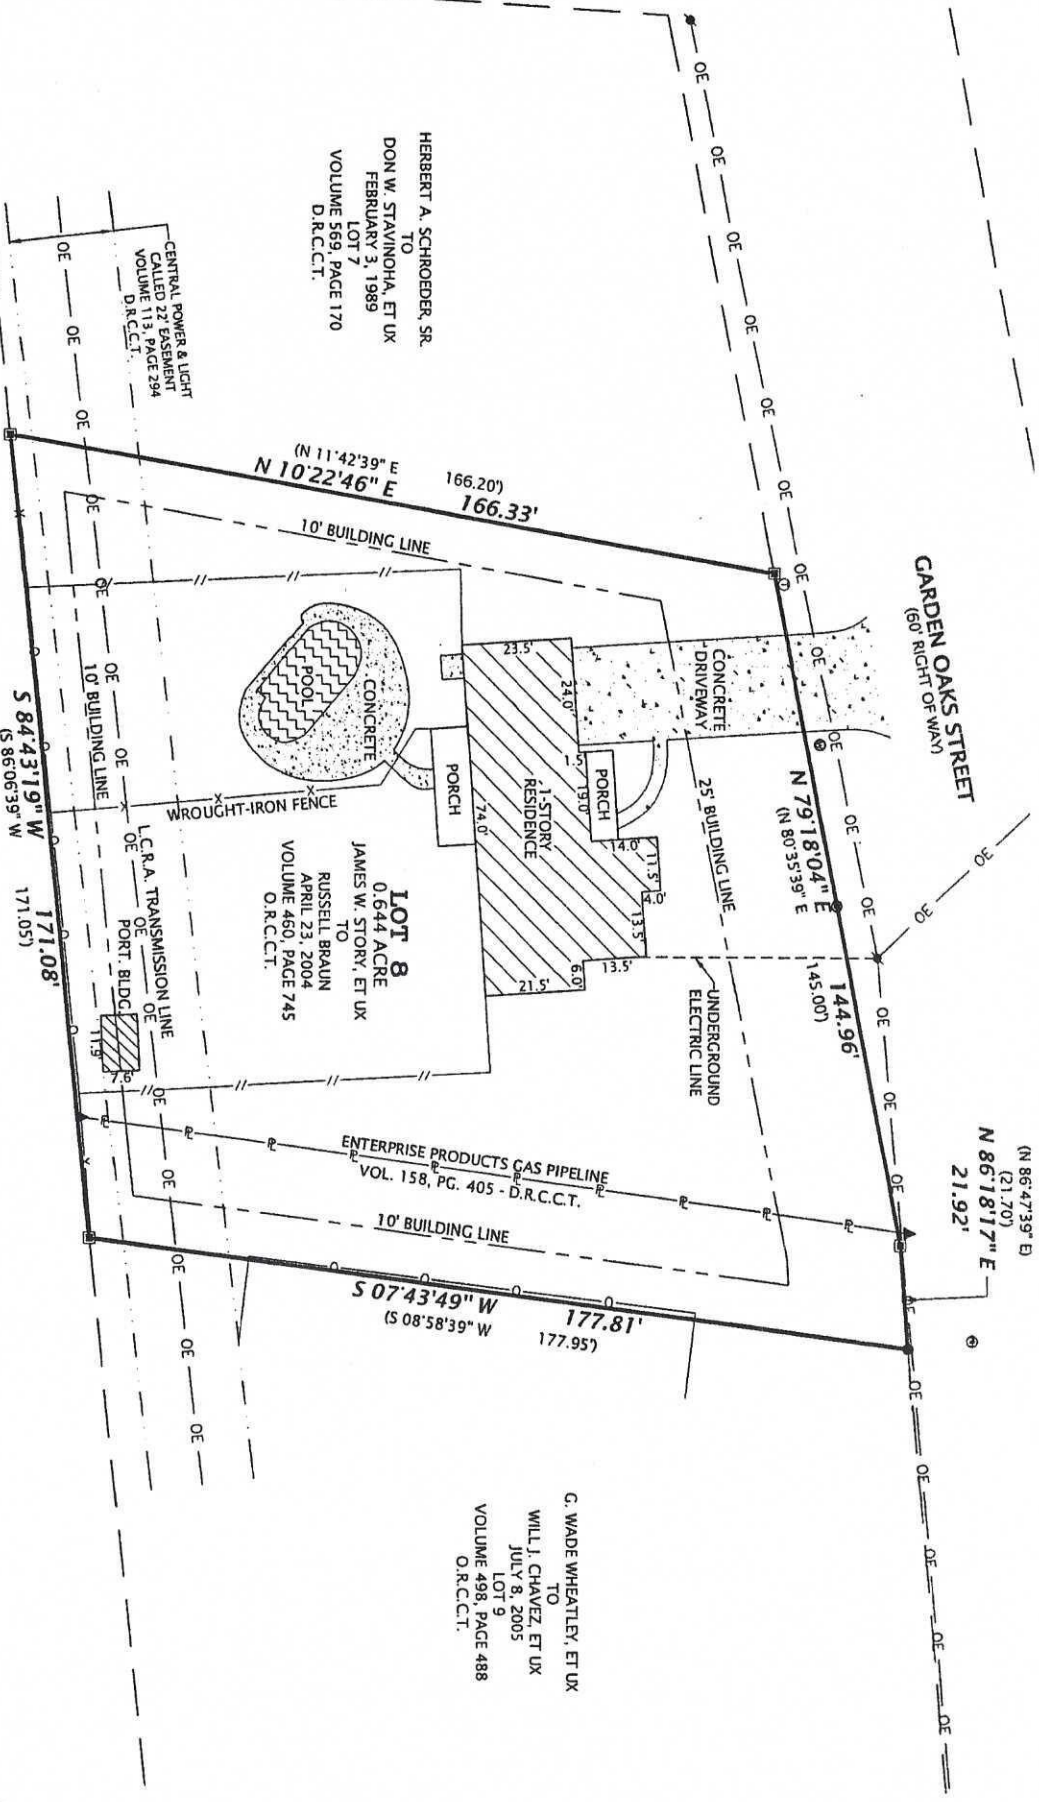 GARDEN OAKS STREET
(60' RIGHT OF WAY)
(N 86°47'39" E)
(21.70')
N 86°18'17" E
21.92'
N 79°18'04" E 144.96'
(N 80°35'39" E 145.00')
HERBERT A. SCHROEDER, SR.
TO
DON W. STAVINOHA, ET UX
FEBRUARY 3, 1989
LOT 7
VOLUME 569, PAGE 170
D.R.C.C.T.
(N 11°42'39" E 166.20')
N 10°22'46" E 166.33'
10' BUILDING LINE
CONCRETE
DRIVEWAY
25' BUILDING LINE
UNDERGROUND
ELECTRIC LINE
23.5'
24.0'
1.5'
19.0'
PORCH
14.0'
11.5'
4.0'
13.5'
13.5'
6.0'
21.5'
74.0'
1-STORY
RESIDENCE
PORCH
CONCRETE
POOL
WROUGHT-IRON FENCE
LOT 8
0.644 ACRE
JAMES W. STORY, ET UX
TO
RUSSELL BRAUN
APRIL 23, 2004
VOLUME 460, PAGE 745
O.R.C.C.T.
ENTERPRISE PRODUCTS GAS PIPELINE
VOL. 158, PG. 405 - D.R.C.C.T.
10' BUILDING LINE
S 07°43'49" W 177.81'
(S 08°58'39" W 177.95')
G. WADE WHEATLEY, ET UX
TO
WILL J. CHAVEZ, ET UX
JULY 8, 2005
LOT 9
VOLUME 498, PAGE 488
O.R.C.C.T.
CENTRAL POWER & LIGHT
CALLED 22' EASEMENT
VOLUME 113, PAGE 294
D.R.C.C.T.
L.C.R.A. TRANSMISSION LINE
PORT. BLDG.
11.9'
7.6'
10' BUILDING LINE
S 84°43'19" W 171.08'
(S 86°06'39" W 171.05')